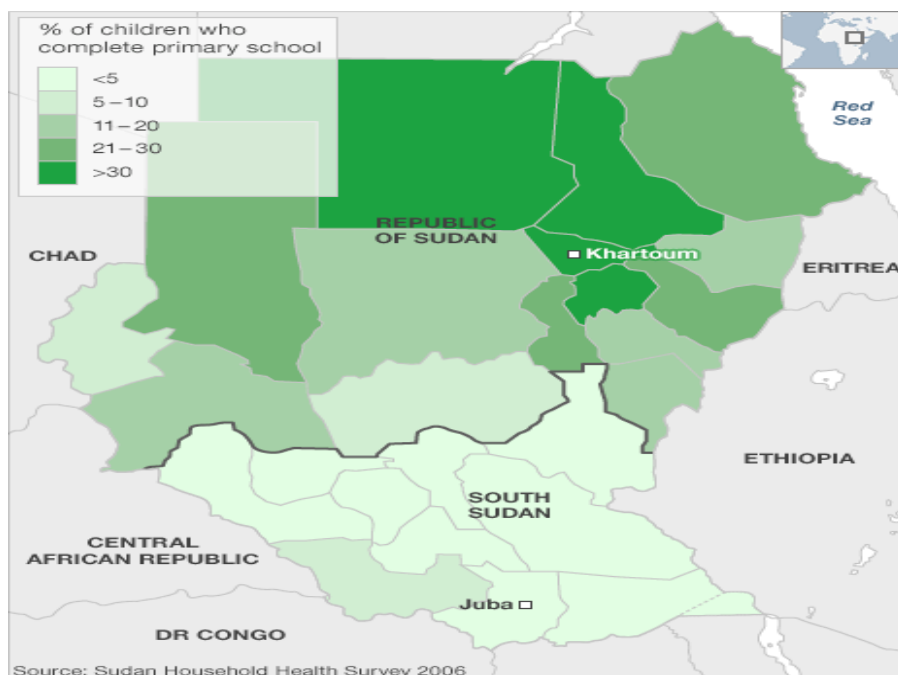 % of children who
complete primary school
<5
5–10
11–20
21–30
>30
Red
Sea
REPUBLIC
OF SUDAN
CHAD
Khartoum
ERITREA
ETHIOPIA
SOUTH
SUDAN
CENTRAL
AFRICAN REPUBLIC
Juba
DR CONGO
Source: Sudan Household Health Survey 2006